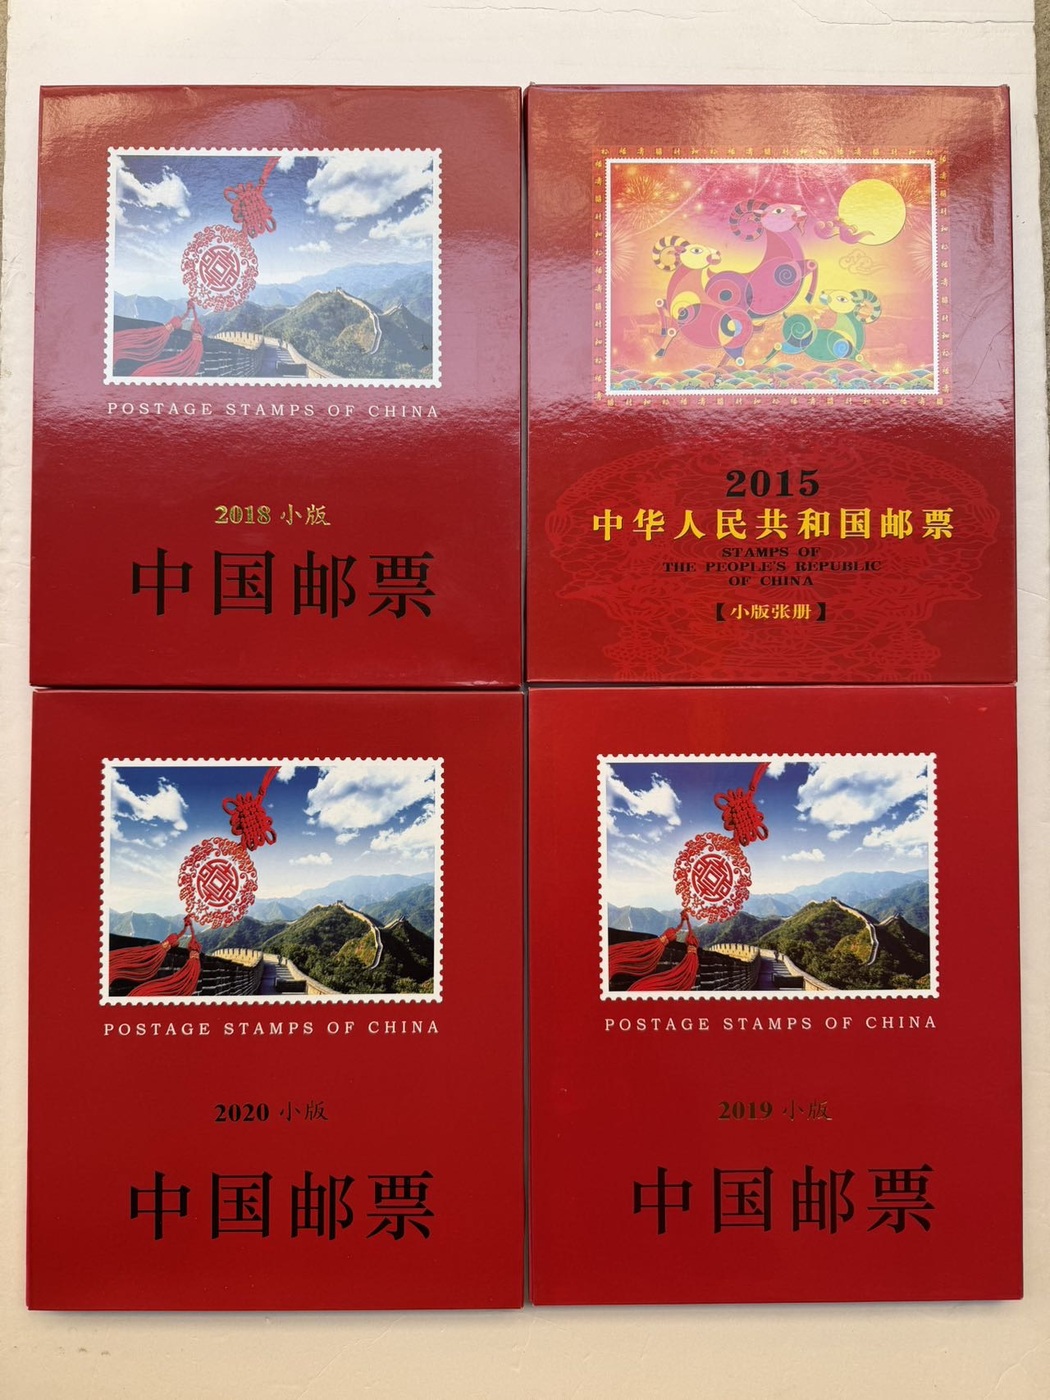 POSTAGE STAMPS OF CHINA
2018 小版
中国邮票
2015
中华人民共和国邮票
STAMPS OF
THE PEOPLE'S REPUBLIC
OF CHINA
【小版张册】
POSTAGE STAMPS OF CHINA
2020 小版
中国邮票
POSTAGE STAMPS OF CHINA
2019 小版
中国邮票